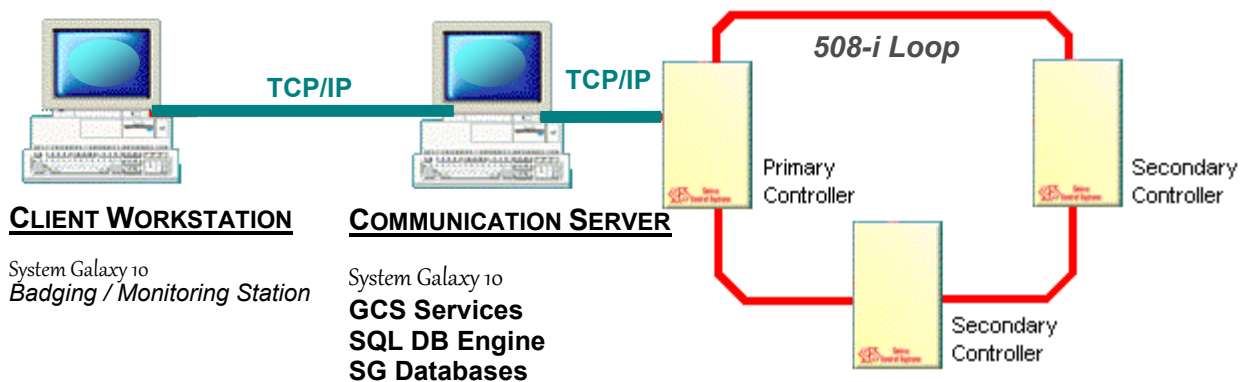 508-i Loop
TCP/IP
TCP/IP
Primary
Controller
Secondary
Controller
CLIENT WORKSTATION
System Galaxy 10
Badging / Monitoring Station
COMMUNICATION SERVER
System Galaxy 10
GCS Services
SQL DB Engine
SG Databases
Secondary
Controller